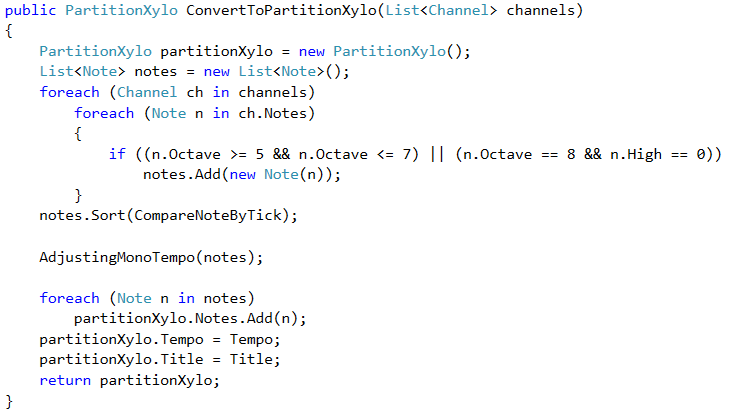 public PartitionXylo ConvertToPartitionXylo(List<Channel> channels)
{
    PartitionXylo partitionXylo = new PartitionXylo();
    List<Note> notes = new List<Note>();
    foreach (Channel ch in channels)
        foreach (Note n in ch.Notes)
        {
            if ((n.Octave >= 5 && n.Octave <= 7) || (n.Octave == 8 && n.High == 0))
                notes.Add(new Note(n));
        }
    notes.Sort(CompareNoteByTick);

    AdjustingMonoTempo(notes);

    foreach (Note n in notes)
        partitionXylo.Notes.Add(n);
    partitionXylo.Tempo = Tempo;
    partitionXylo.Title = Title;
    return partitionXylo;
}